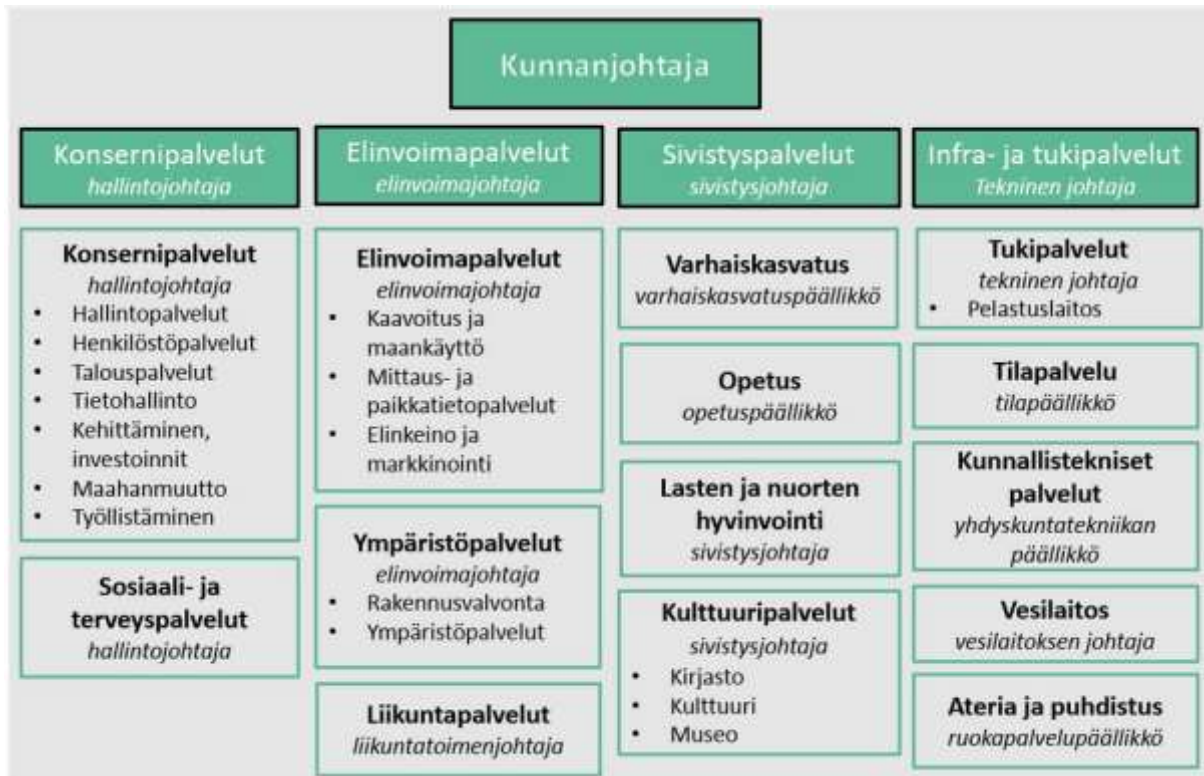 Kunnanjohtaja
Konsernipalvelut
hallintojohtaja
Konsernipalvelut
hallintojohtaja
• Hallintopalvelut
• Henkilöstöpalvelut
• Talouspalvelut
• Tietohallinto
• Kehittäminen,
investoinnit
• Maahanmuutto
• Työllistäminen
Sosiaali- ja
terveyspalvelut
hallintojohtaja
Elinvoimapalvelut
elinvoimajohtaja
Elinvoimapalvelut
elinvoimajohtaja
• Kaavoitus ja
maankäyttö
• Mittaus- ja
paikkatietopalvelut
• Elinkeino ja
markkinointi
Ympäristöpalvelut
elinvoimajohtaja
• Rakennusvalvonta
• Ympäristöpalvelut
Liikuntapalvelut
liikuntatoimenjohtaja
Sivistyspalvelut
sivistysjohtaja
Varhaiskasvatus
varhaiskasvatuspäällikkö
Opetus
opetuspäällikkö
Lasten ja nuorten
hyvinvointi
sivistysjohtaja
Kulttuuripalvelut
sivistysjohtaja
• Kirjasto
• Kulttuuri
• Museo
Infra- ja tukipalvelut
Tekninen johtaja
Tukipalvelut
tekninen johtaja
• Pelastuslaitos
Tilapalvelu
tilapäällikkö
Kunnallistekniset
palvelut
yhdyskuntatekniikan
päällikkö
Vesilaitos
vesilaitoksen johtaja
Ateria ja puhdistus
ruokapalvelupäällikkö